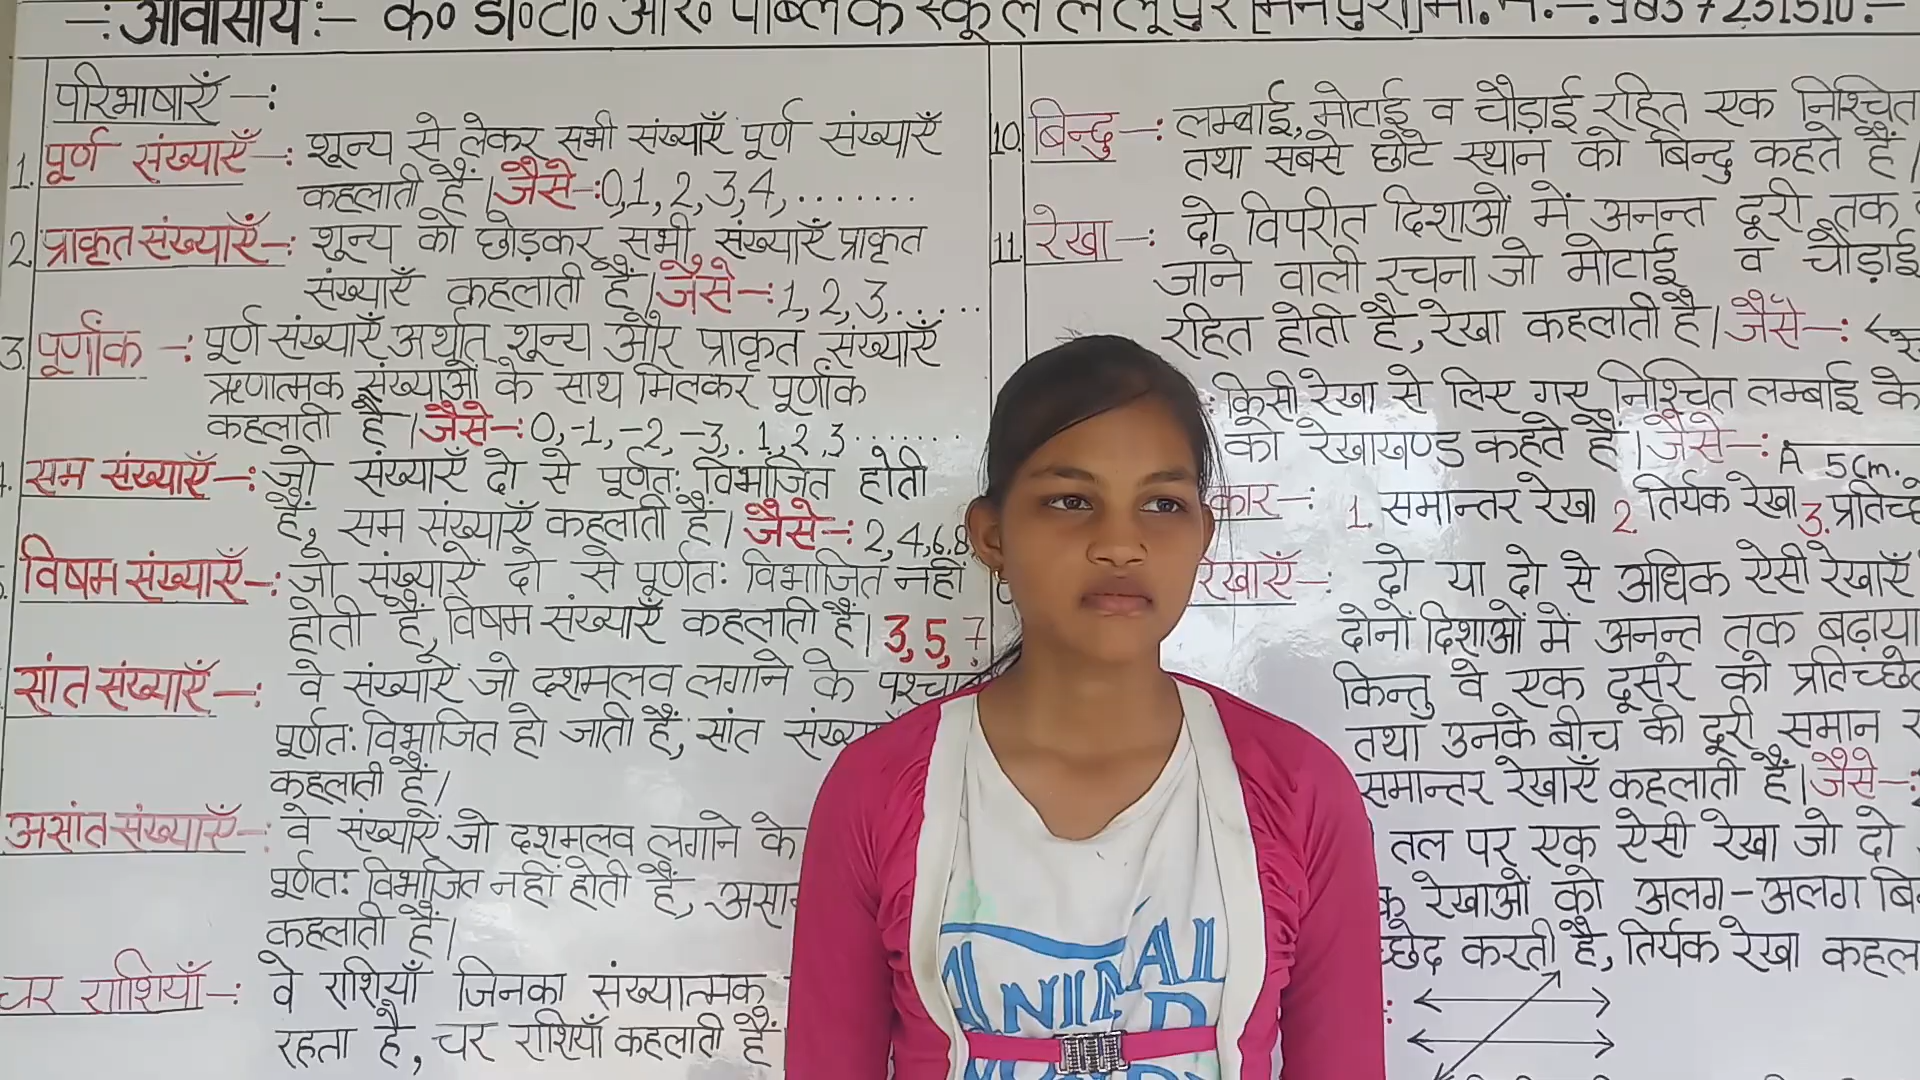 -: आवासीय:- के० डी० टी० आर० पब्लिक स्कूल
परिभाषाएँ -:
1. पूर्ण संख्याएँ -: शून्य से लेकर सभी संख्याएँ पूर्ण संख्याएँ
कहलाती हैं। जैसे-: 0,1,2,3,4,.......
2. प्राकृत संख्याएँ -: शून्य को छोड़कर सभी संख्याएँ प्राकृत
संख्याएँ कहलाती हैं। जैसे-: 1,2,3,.....
3. पूर्णांक -: पूर्ण संख्याएँ अर्थात् शून्य और प्राकृत संख्याएँ
ऋणात्मक संख्याओं के साथ मिलकर पूर्णांक
कहलाती हैं। जैसे-: 0,-1,-2,-3, 1,2,3.......
सम संख्याएँ -: जो संख्याएँ दो से पूर्णत: विभाजित होती
हैं, सम संख्याएँ कहलाती हैं। जैसे-: 2,4,6,8
विषम संख्याएँ -: जो संख्याऐं दो से पूर्णत: विभाजित नहीं
होती हैं, विषम संख्याएँ कहलाती हैं। 3,5,7
सांत संख्याएँ -: वे संख्याऐं जो दशमलव लगाने के
पूर्णत: विभाजित हो जाती हैं, सांत
कहलाती हैं।
असांत संख्याएँ -: वे संख्याऐं जो दशमलव लगाने के
पूर्णत: विभाजित नहीं होती हैं,
कहलाती हैं।
चर राशियाँ -: वे राशियाँ जिनका संख्यात्मक
रहता है, चर राशियाँ कहलाती हैं
10. बिन्दु -: लम्बाई, मोटाई व चौड़ाई रहित एक निश्चित
तथा सबसे छोटे स्थान को बिन्दु कहते हैं।
11. रेखा -: दो विपरीत दिशाओं में अनन्त दूरी तक
जाने वाली रचना जो मोटाई व चौड़ाई
रहित होती है, रेखा कहलाती है। जैसे-:
किसी रेखा से लिए गए निश्चित लम्बाई के
को रेखाखण्ड कहते हैं। जैसे-: A 5cm.
कार -: 1. समान्तर रेखा 2. तिर्यक रेखा 3.
रेखाएँ -: दो या दो से अधिक ऐसी रेखाएँ
दोनों दिशाओं में अनन्त तक बढ़ाया
किन्तु वे एक दूसरे को
तथा उनके बीच की दूरी समान
समान्तर रेखाएँ कहलाती हैं। जैसे-:
तल पर एक ऐसी रेखा जो दो
रेखाओं को अलग-अलग
च्छेद करती है, तिर्यक रेखा
ANIMAL